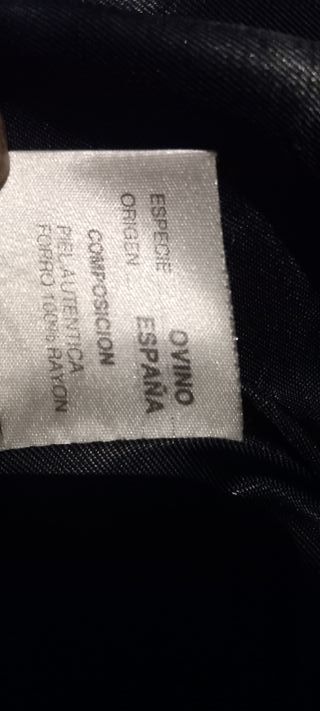 ESPECIE ..... OVINO
ORIGEN ..... ESPAÑA
COMPOSICION
PIEL AUTENTICA
FORRO 100% RAYON